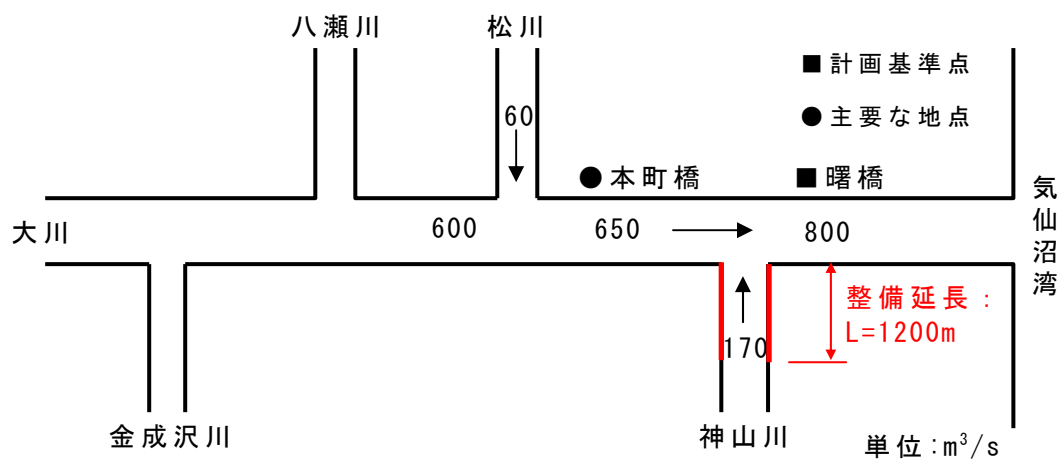 八瀬川
松川
■計画基準点
●主要な地点
60
●本町橋
■曙橋
気仙沼湾
大川
600
650
800
整備延長：
L=1200m
170
金成沢川
神山川
単位:m³/s